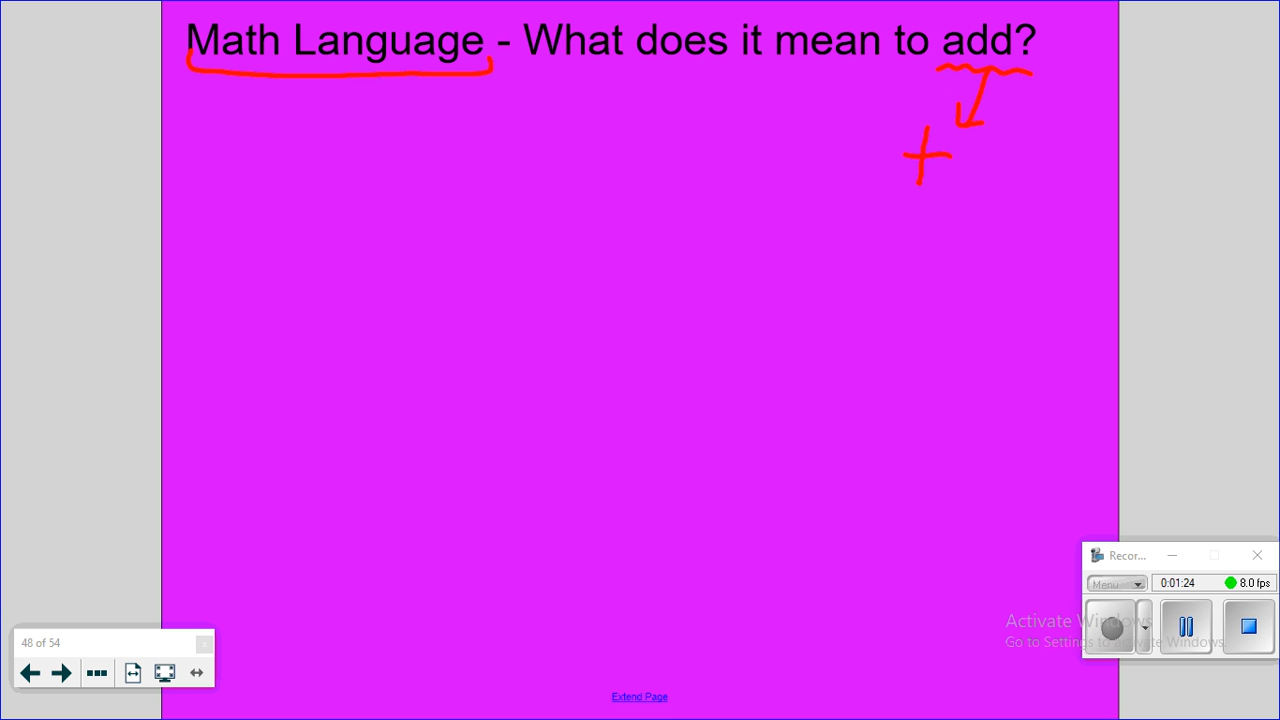 Math Language - What does it mean to add?
+
Recor...
Menu
0:01:24
8.0 fps
Activate Windows
Go to Settings to activate Windows.
48 of 54
Extend Page